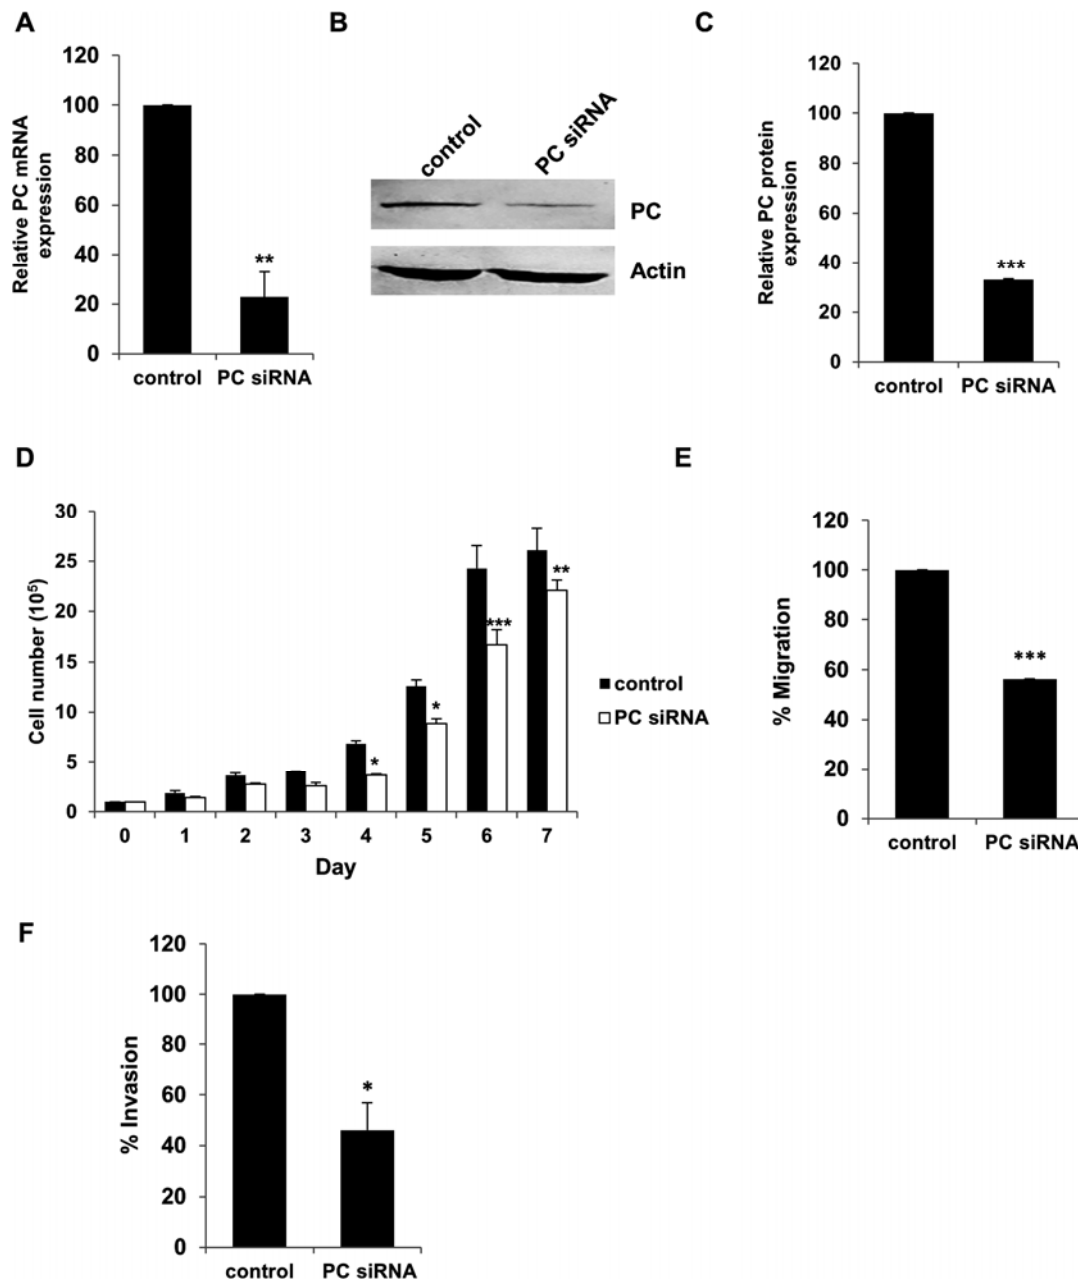 A
120
100
80
60
40
20
0
Relative PC mRNA
expression
**
control PC siRNA
B
control
PC siRNA
PC
Actin
C
120
100
80
60
40
20
0
Relative PC protein
expression
***
control PC siRNA
D
30
25
20
15
10
5
0
Cell number (10⁵)
*
*
***
**
0 1 2 3 4 5 6 7
Day
control
PC siRNA
E
120
100
80
60
40
20
0
% Migration
***
control PC siRNA
F
120
100
80
60
40
20
0
% Invasion
*
control PC siRNA